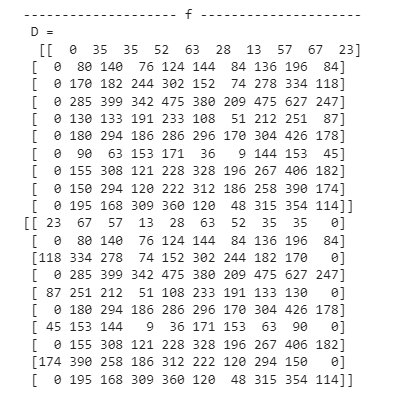 -------------------- f ---------------------
D =
[[ 0 35 35 52 63 28 13 57 67 23]
[ 0 80 140 76 124 144 84 136 196 84]
[ 0 170 182 244 302 152 74 278 334 118]
[ 0 285 399 342 475 380 209 475 627 247]
[ 0 130 133 191 233 108 51 212 251 87]
[ 0 180 294 186 286 296 170 304 426 178]
[ 0 90 63 153 171 36 9 144 153 45]
[ 0 155 308 121 228 328 196 267 406 182]
[ 0 150 294 120 222 312 186 258 390 174]
[ 0 195 168 309 360 120 48 315 354 114]]
[[ 23 67 57 13 28 63 52 35 35 0]
[ 0 80 140 76 124 144 84 136 196 84]
[118 334 278 74 152 302 244 182 170 0]
[ 0 285 399 342 475 380 209 475 627 247]
[ 87 251 212 51 108 233 191 133 130 0]
[ 0 180 294 186 286 296 170 304 426 178]
[ 45 153 144 9 36 171 153 63 90 0]
[ 0 155 308 121 228 328 196 267 406 182]
[174 390 258 186 312 222 120 294 150 0]
[ 0 195 168 309 360 120 48 315 354 114]]